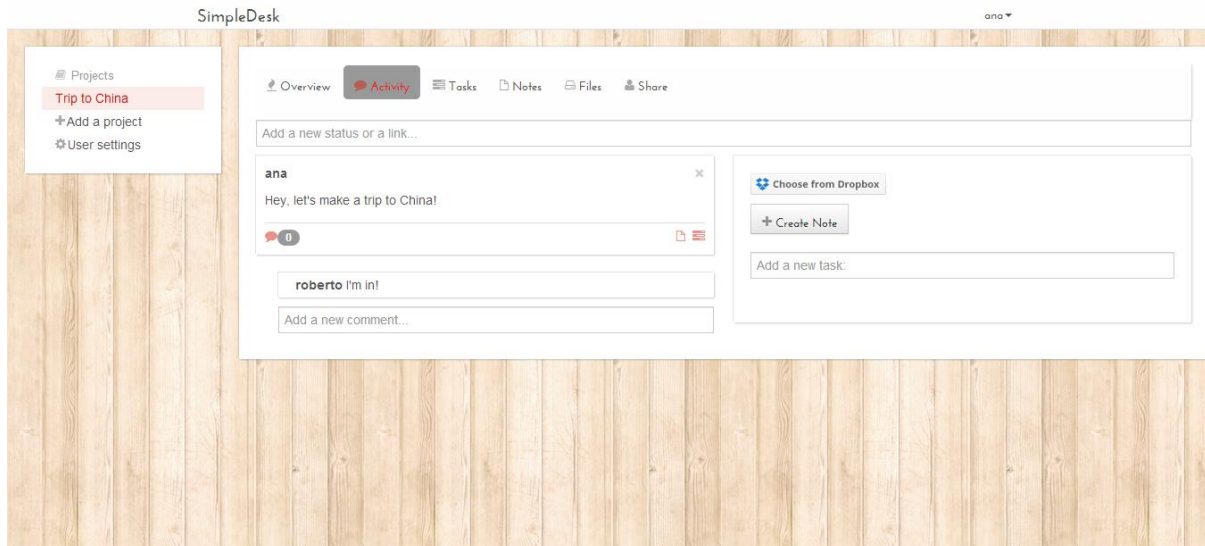 SimpleDesk
ana
Projects
Trip to China
Add a project
User settings
Overview Activity Tasks Notes Files Share
Add a new status or a link...
ana
Hey, let's make a trip to China!
0
roberto I'm in!
Add a new comment...
Choose from Dropbox
Create Note
Add a new task: